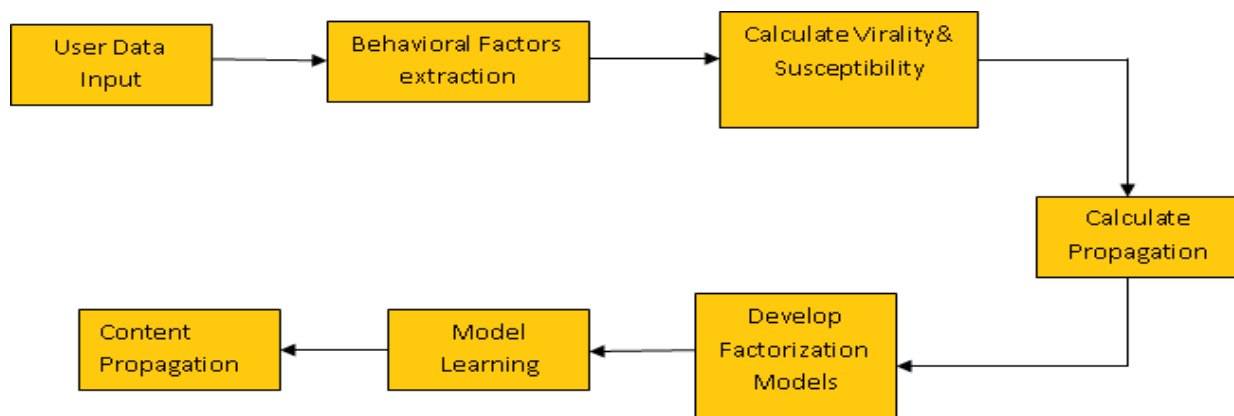 User Data
Input
Behavioral Factors
extraction
Calculate Virality&
Susceptibility
Calculate
Propagation
Develop
Factorization
Models
Model
Learning
Content
Propagation